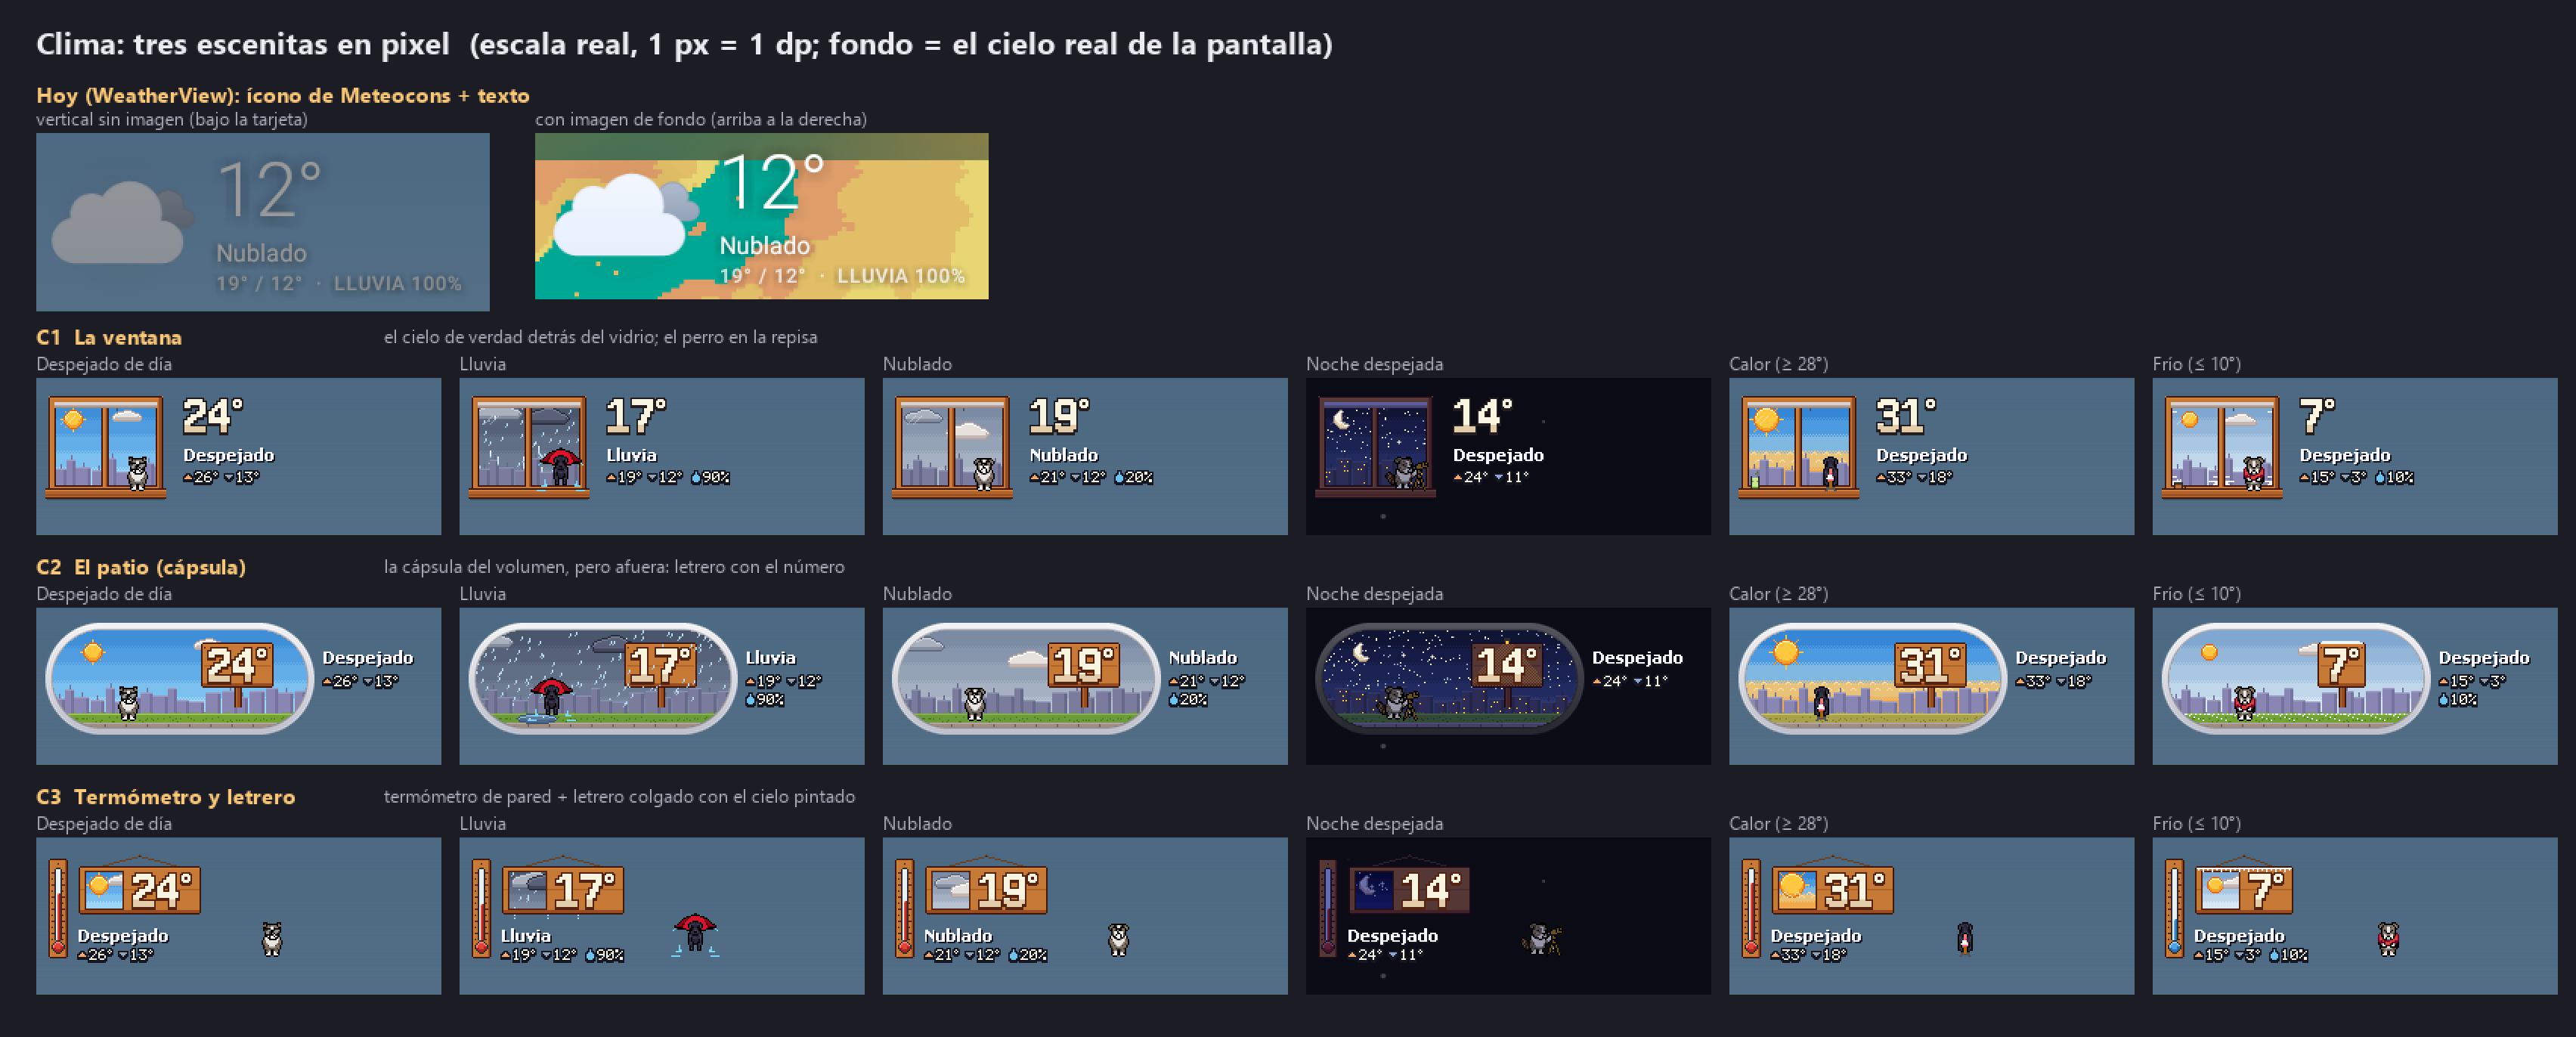 Clima: tres escenitas en pixel (escala real, 1 px = 1 dp; fondo = el cielo real de la pantalla)
Hoy (WeatherView): ícono de Meteocons + texto
vertical sin imagen (bajo la tarjeta)
con imagen de fondo (arriba a la derecha)
12°
Nublado
19° / 12° · LLUVIA 100%
12°
Nublado
19° / 12° · LLUVIA 100%
C1 La ventana
el cielo de verdad detrás del vidrio; el perro en la repisa
Despejado de día
Lluvia
Nublado
Noche despejada
Calor (≥ 28°)
Frío (≤ 10°)
24°
Despejado
26° 13°
17°
Lluvia
19° 12° 90%
19°
Nublado
21° 12° 20%
14°
Despejado
24° 11°
31°
Despejado
33° 18°
7°
Despejado
15° 3° 10%
C2 El patio (cápsula)
la cápsula del volumen, pero afuera: letrero con el número
Despejado de día
Lluvia
Nublado
Noche despejada
Calor (≥ 28°)
Frío (≤ 10°)
24°
Despejado
26° 13°
17°
Lluvia
19° 12°
90%
19°
Nublado
21° 12°
20%
14°
Despejado
24° 11°
31°
Despejado
33° 18°
7°
Despejado
15° 3°
10%
C3 Termómetro y letrero
termómetro de pared + letrero colgado con el cielo pintado
Despejado de día
Lluvia
Nublado
Noche despejada
Calor (≥ 28°)
Frío (≤ 10°)
24°
Despejado
26° 13°
17°
Lluvia
19° 12° 90%
19°
Nublado
21° 12° 20%
14°
Despejado
24° 11°
31°
Despejado
33° 18°
7°
Despejado
15° 3° 10%